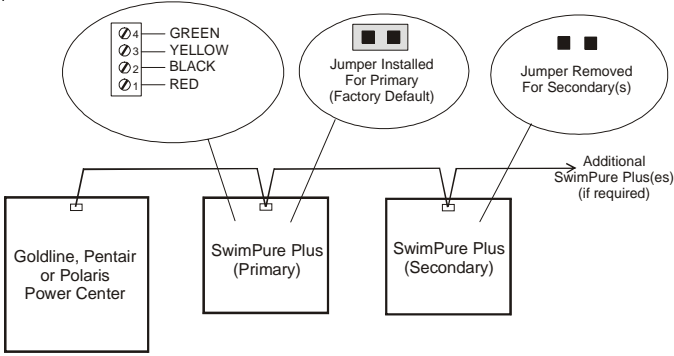 4 GREEN
3 YELLOW
2 BLACK
1 RED
Jumper Installed
For Primary
(Factory Default)
Jumper Removed
For Secondary(s)
Additional
SwimPure Plus(es)
(if required)
Goldline, Pentair
or Polaris
Power Center
SwimPure Plus
(Primary)
SwimPure Plus
(Secondary)